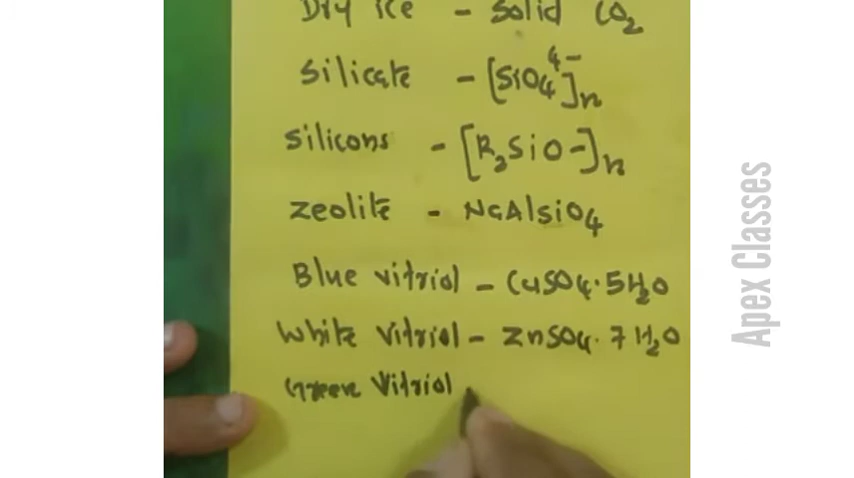 Dry ice - Solid CO2
silicate - [SiO4^4-]n
silicons - [R2SiO-]n
zeolite - NaAlsiO4
Blue vitriol - CuSO4.5H2O
White vitriol - ZnSO4.7H2O
Green vitriol
Apex Classes